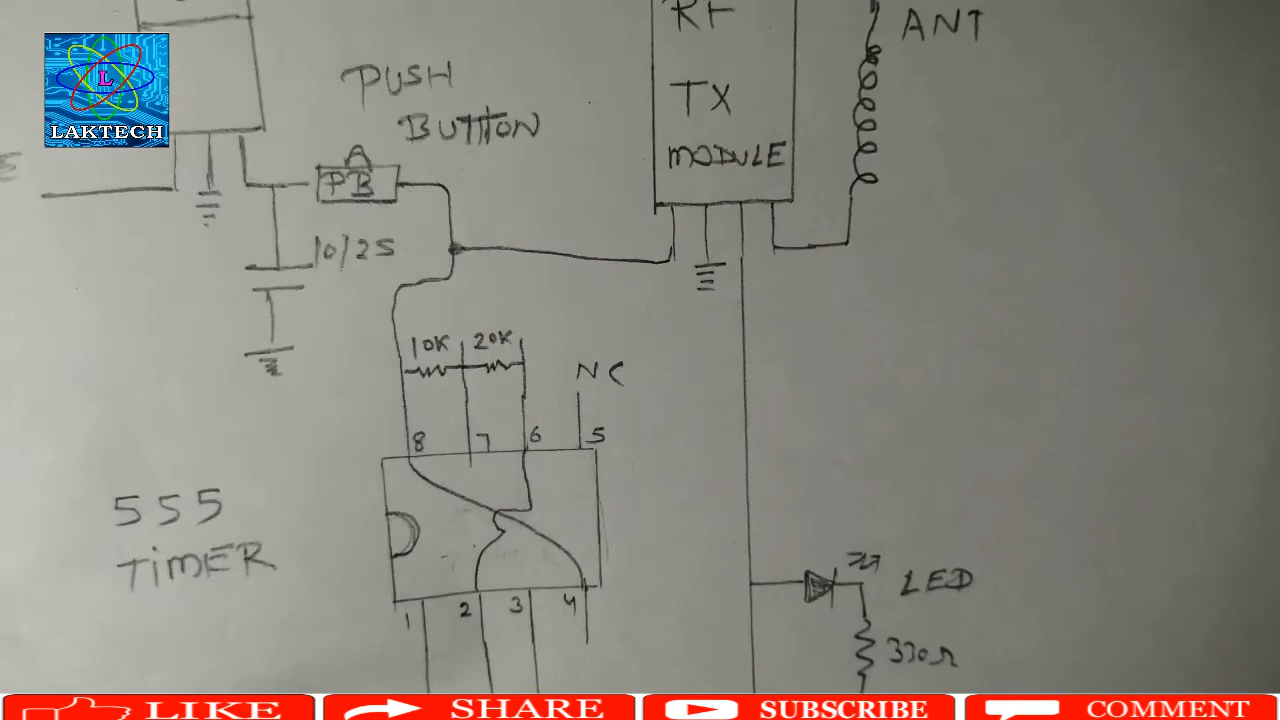 RF
TX
MODULE
ANT
L
LAKTECH
PUSH
BUTTON
A
PB
10/25
10K
20K
NC
8
7
6
5
555
TIMER
1
2
3
4
LED
330Ω
LIKE
SHARE
SUBSCRIBE
COMMENT